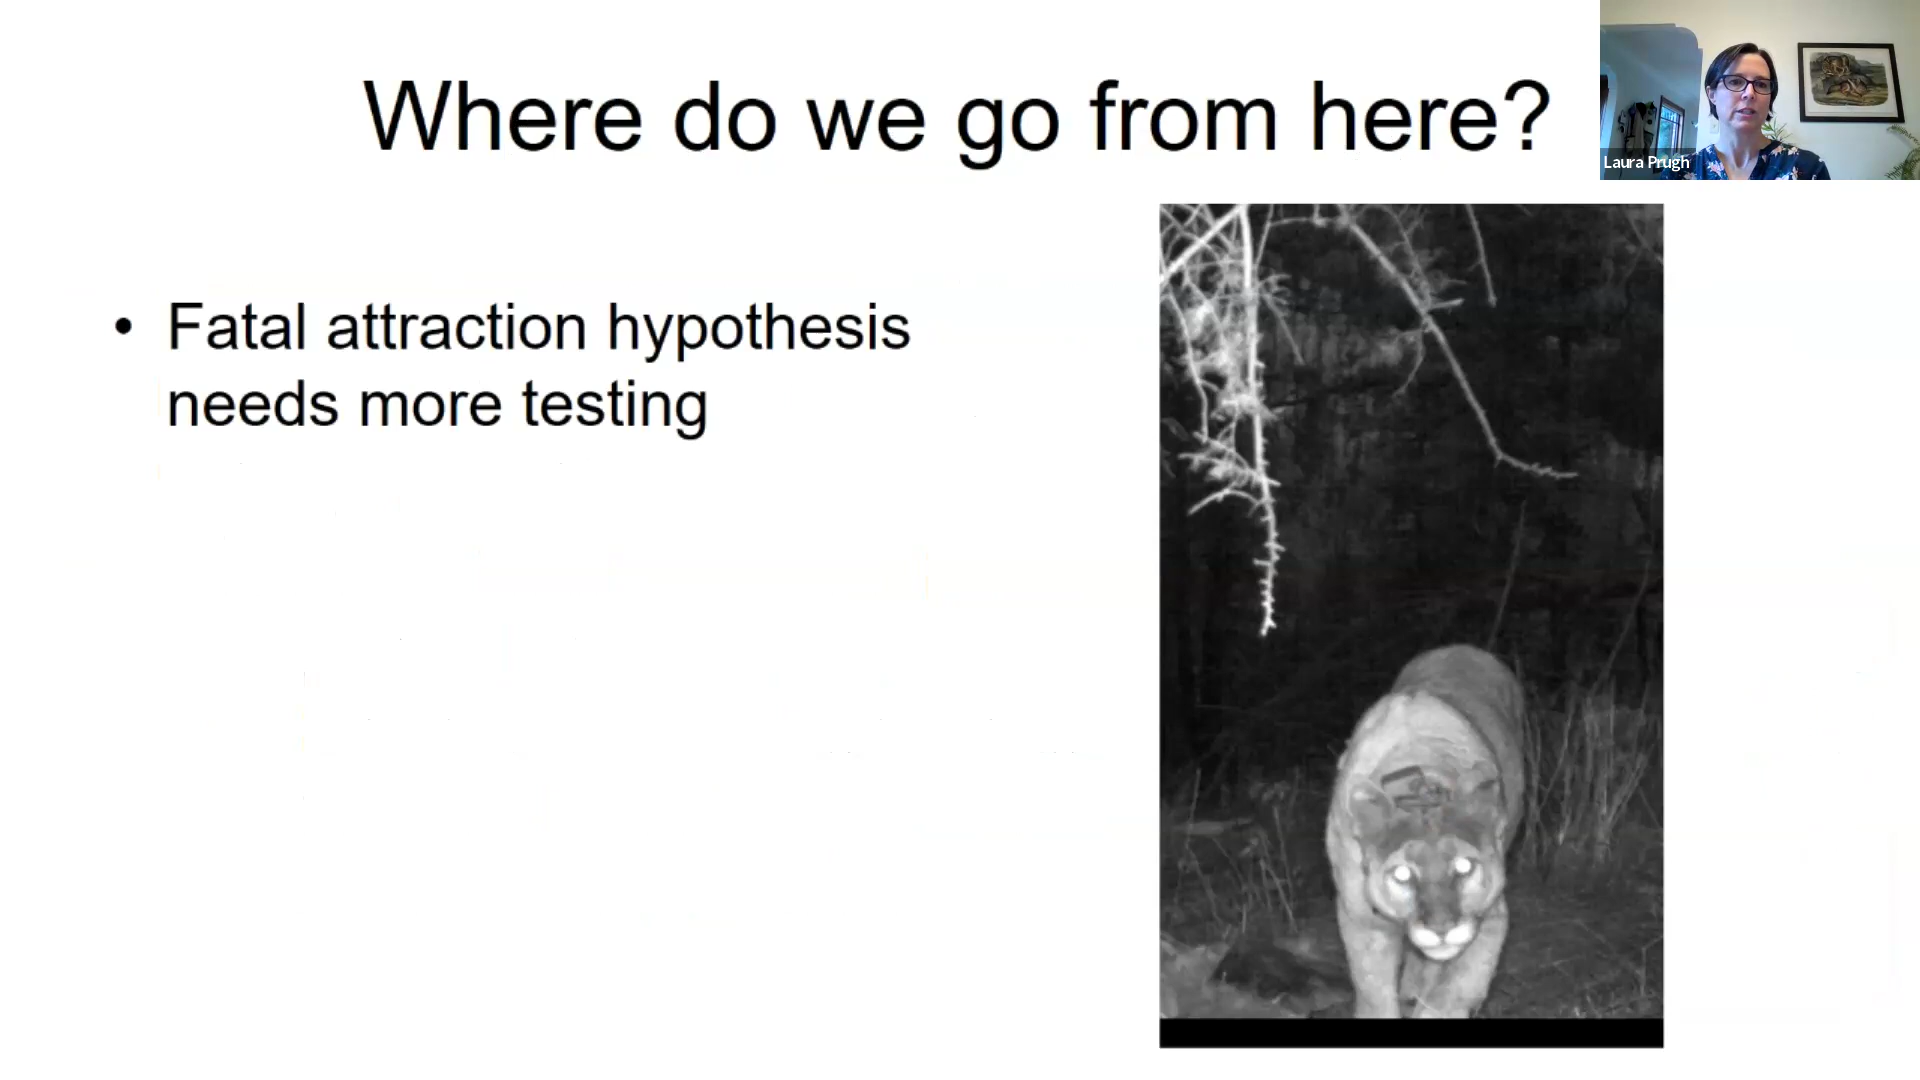 Where do we go from here?
Laura Prugh
• Fatal attraction hypothesis
needs more testing